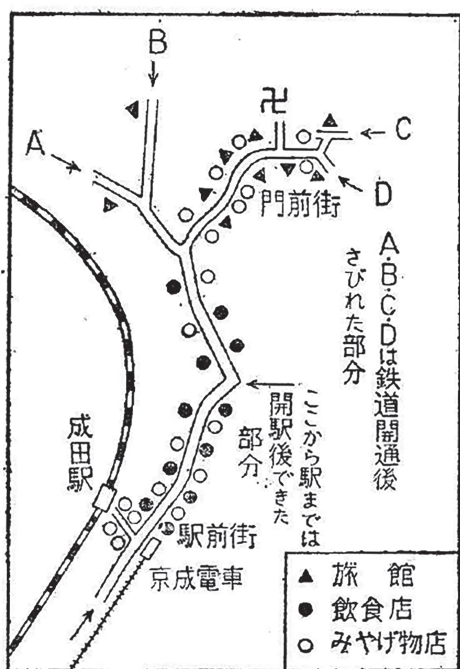 B
A
卍
C
D
門前街
A・B・C・Dは鉄道開通後
さびれた部分
ここから駅までは
開駅後できた
部分
成田駅
駅前街
京成電車
▲ 旅館
● 飲食店
○ みやげ物店